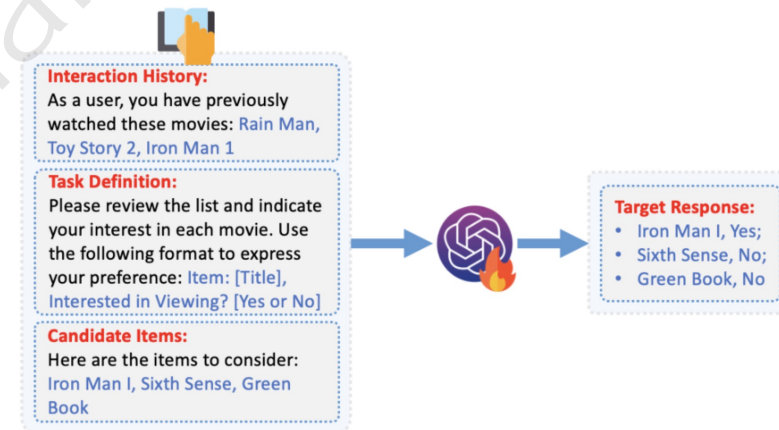 Interaction History:
As a user, you have previously
watched these movies: Rain Man,
Toy Story 2, Iron Man 1
Task Definition:
Please review the list and indicate
your interest in each movie. Use
the following format to express
your preference: Item: [Title],
Interested in Viewing? [Yes or No]
Candidate Items:
Here are the items to consider:
Iron Man I, Sixth Sense, Green
Book
Target Response:
• Iron Man I, Yes;
• Sixth Sense, No;
• Green Book, No